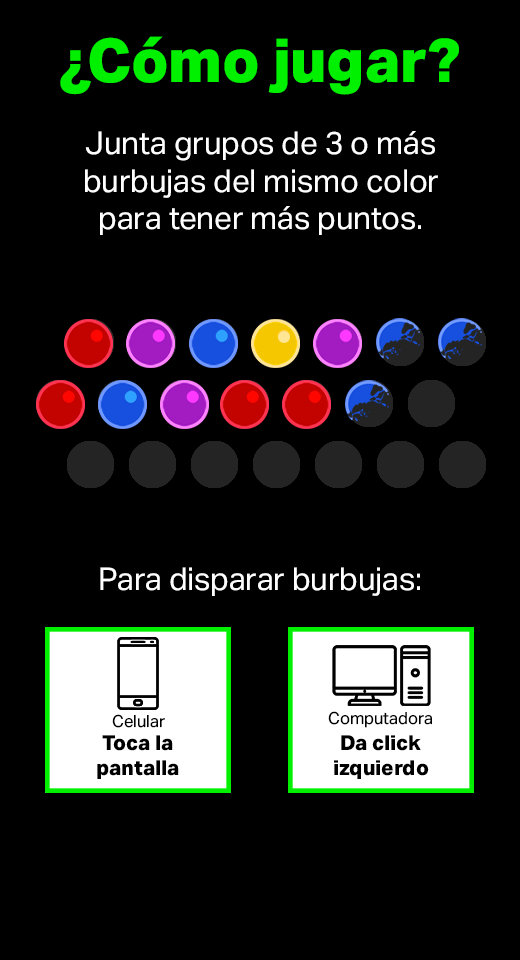 ¿Cómo jugar?
Junta grupos de 3 o más
burbujas del mismo color
para tener más puntos.
Para disparar burbujas:
Celular
Toca la
pantalla
Computadora
Da click
izquierdo